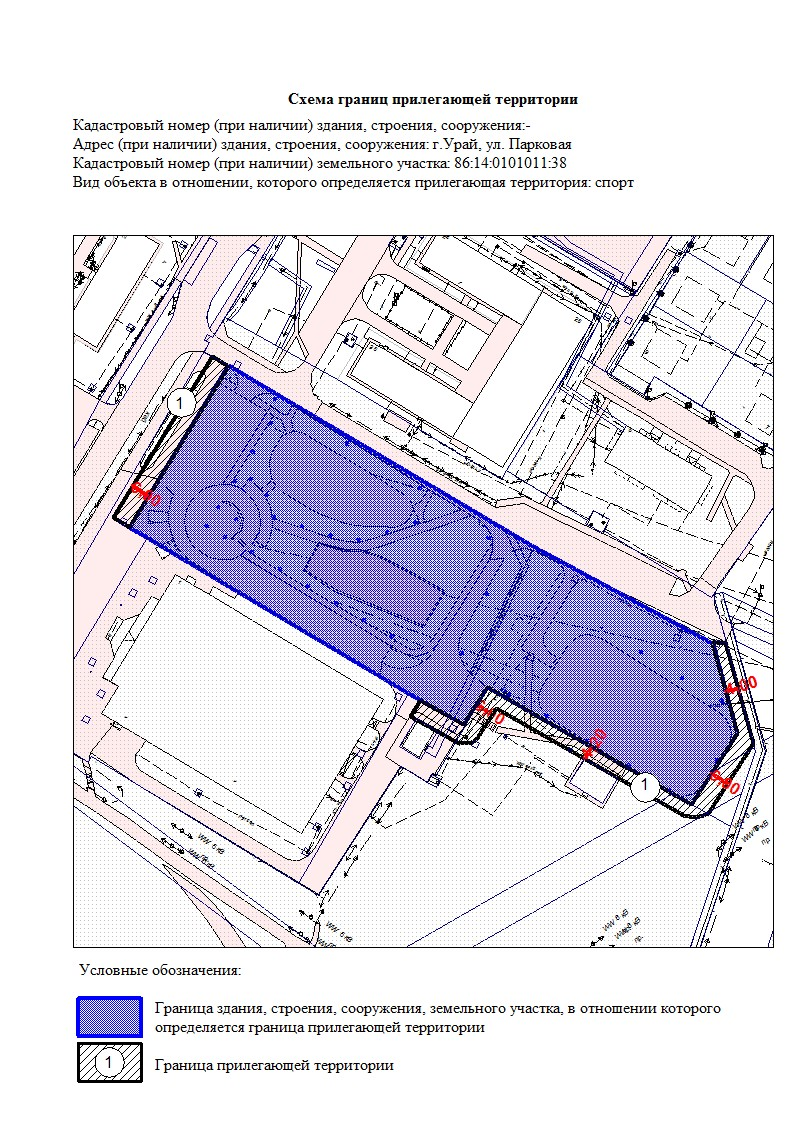 Схема границ прилегающей территории
Кадастровый номер (при наличии) здания, строения, сооружения:-
Адрес (при наличии) здания, строения, сооружения: г.Урай, ул. Парковая
Кадастровый номер (при наличии) земельного участка: 86:14:0101011:38
Вид объекта в отношении, которого определяется прилегающая территория: спорт
1
1
пр.
пр.
Условные обозначения:
Граница здания, строения, сооружения, земельного участка, в отношении которого
определяется граница прилегающей территории
1
Граница прилегающей территории